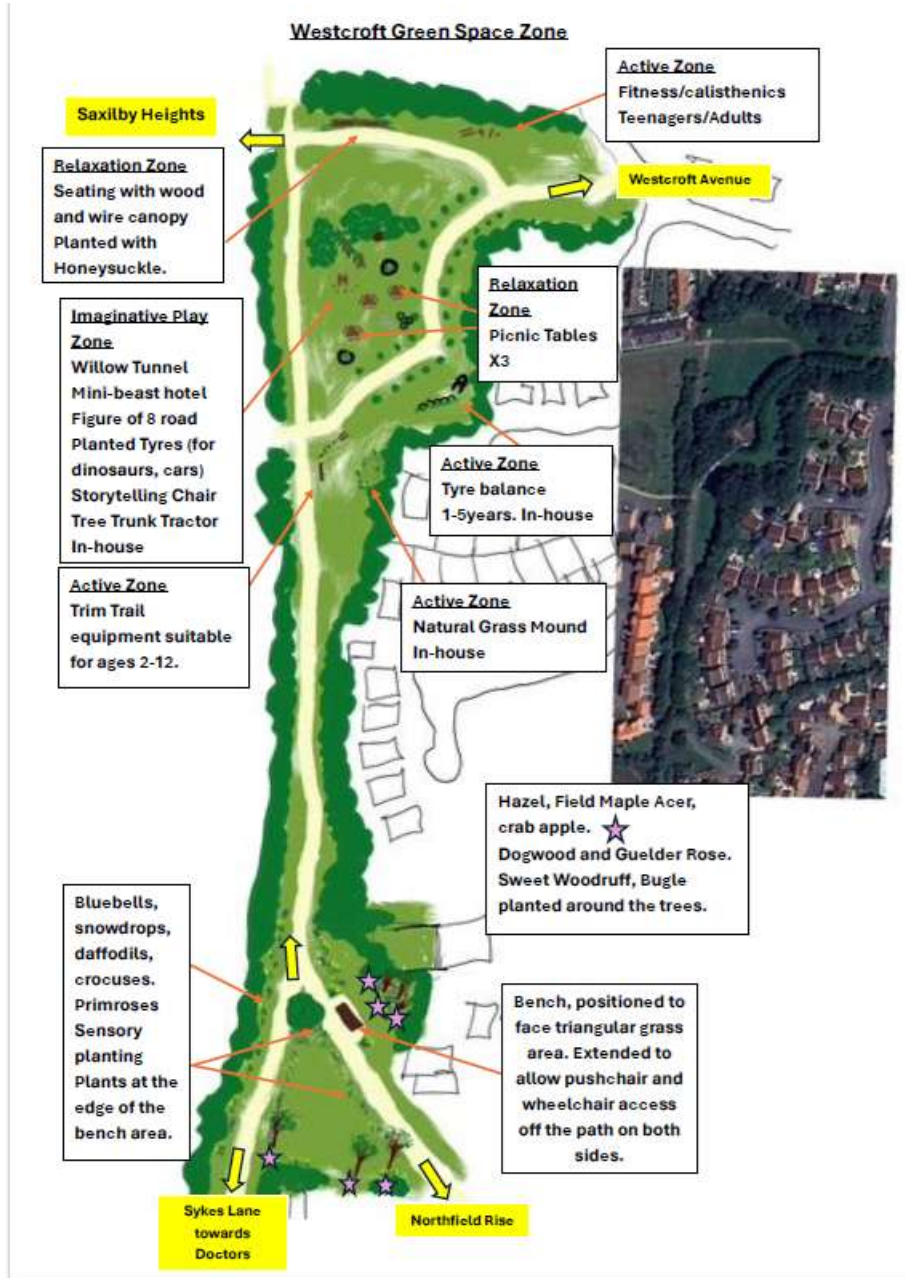 Westcroft Green Space Zone
Active Zone
Fitness/calisthenics
Teenagers/Adults
Saxilby Heights
Westcroft Avenue
Relaxation Zone
Seating with wood
and wire canopy
Planted with
Honeysuckle.
Relaxation
Zone
Picnic Tables
X3
Imaginative Play
Zone
Willow Tunnel
Mini-beast hotel
Figure of 8 road
Planted Tyres (for
dinosaurs, cars)
Storytelling Chair
Tree Trunk Tractor
In-house
Active Zone
Tyre balance
1-5years. In-house
Active Zone
Trim Trail
equipment suitable
for ages 2-12.
Active Zone
Natural Grass Mound
In-house
Hazel, Field Maple Acer,
crab apple.
Dogwood and Guelder Rose.
Sweet Woodruff, Bugle
planted around the trees.
Bluebells,
snowdrops,
daffodils,
crocuses.
Primroses
Sensory
planting
Plants at the
edge of the
bench area.
Bench, positioned to
face triangular grass
area. Extended to
allow pushchair and
wheelchair access
off the path on both
sides.
Sykes Lane
towards
Doctors
Northfield Rise